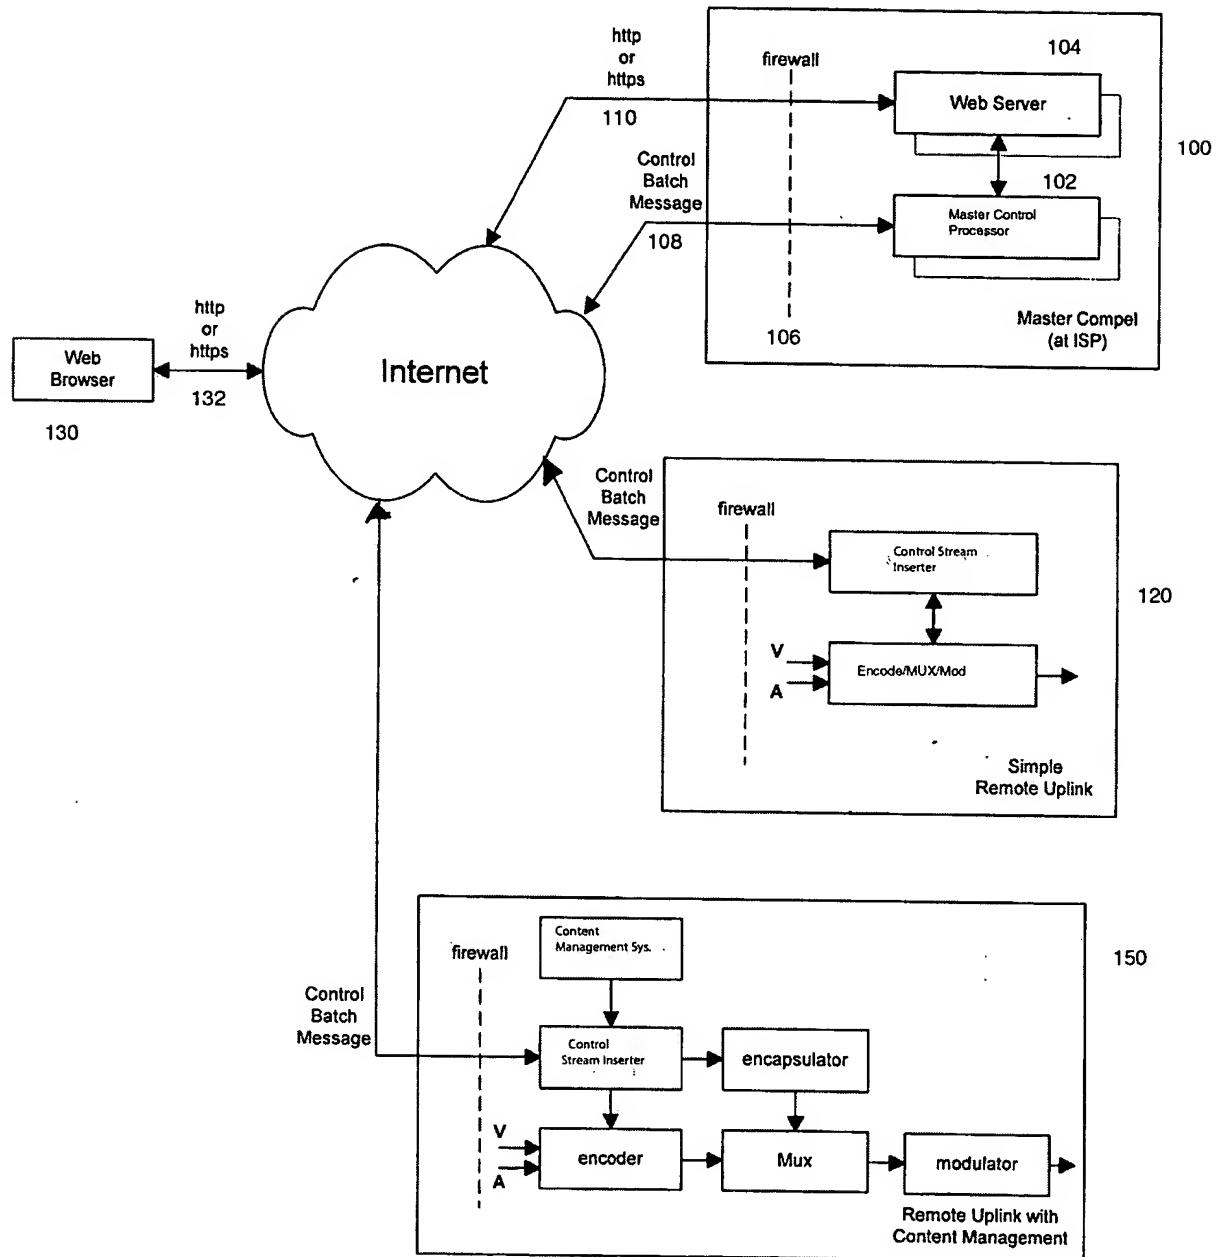 http
or
https
110
firewall
104
Web Server
100
Control
Batch
Message
108
102
Master Control
Processor
106
Master Compel
(at ISP)
http
or
https
Web
Browser
132
130
Internet
Control
Batch
Message
firewall
Control Stream
Inserter
120
V
A
Encode/MUX/Mod
Simple
Remote Uplink
Content
Management Sys.
firewall
150
Control
Batch
Message
Control
Stream Inserter
encapsulator
V
A
encoder
Mux
modulator
Remote Uplink with
Content Management